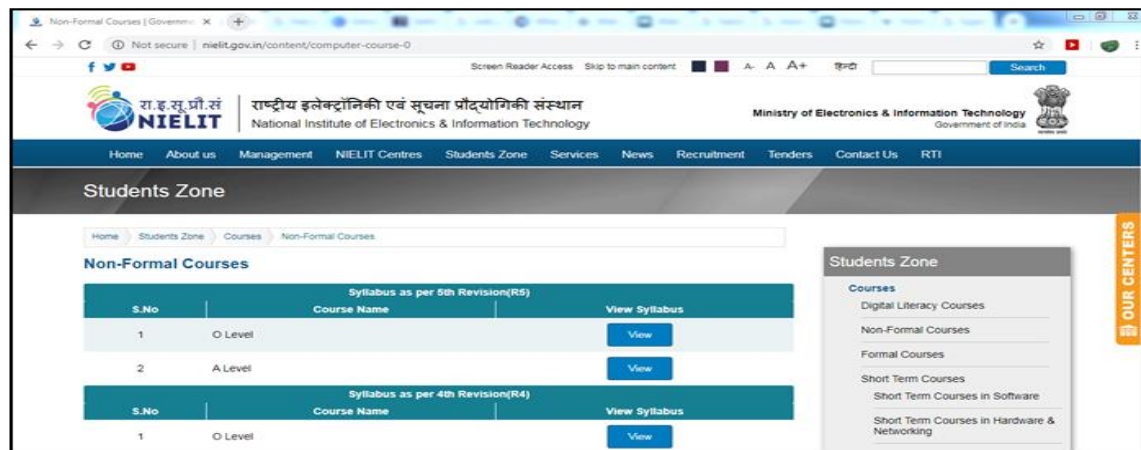 Non-Formal Courses | Governme
Not secure | nielit.gov.in/content/computer-course-0
Screen Reader Access Skip to main content A- A A+ हिन्दी Search
रा.इ.सू.प्रौ.सं
NIELIT
राष्ट्रीय इलेक्ट्रॉनिकी एवं सूचना प्रौद्योगिकी संस्थान
National Institute of Electronics & Information Technology
Ministry of Electronics & Information Technology
Government of India
Home About us Management NIELIT Centres Students Zone Services News Recruitment Tenders Contact Us RTI
Students Zone
Home Students Zone Courses Non-Formal Courses
Non-Formal Courses
Syllabus as per 5th Revision(R5)
S.No Course Name View Syllabus
1 O Level View
2 A Level View
Syllabus as per 4th Revision(R4)
S.No Course Name View Syllabus
1 O Level View
Students Zone
Courses
Digital Literacy Courses
Non-Formal Courses
Formal Courses
Short Term Courses
Short Term Courses in Software
Short Term Courses in Hardware &
Networking
OUR CENTERS